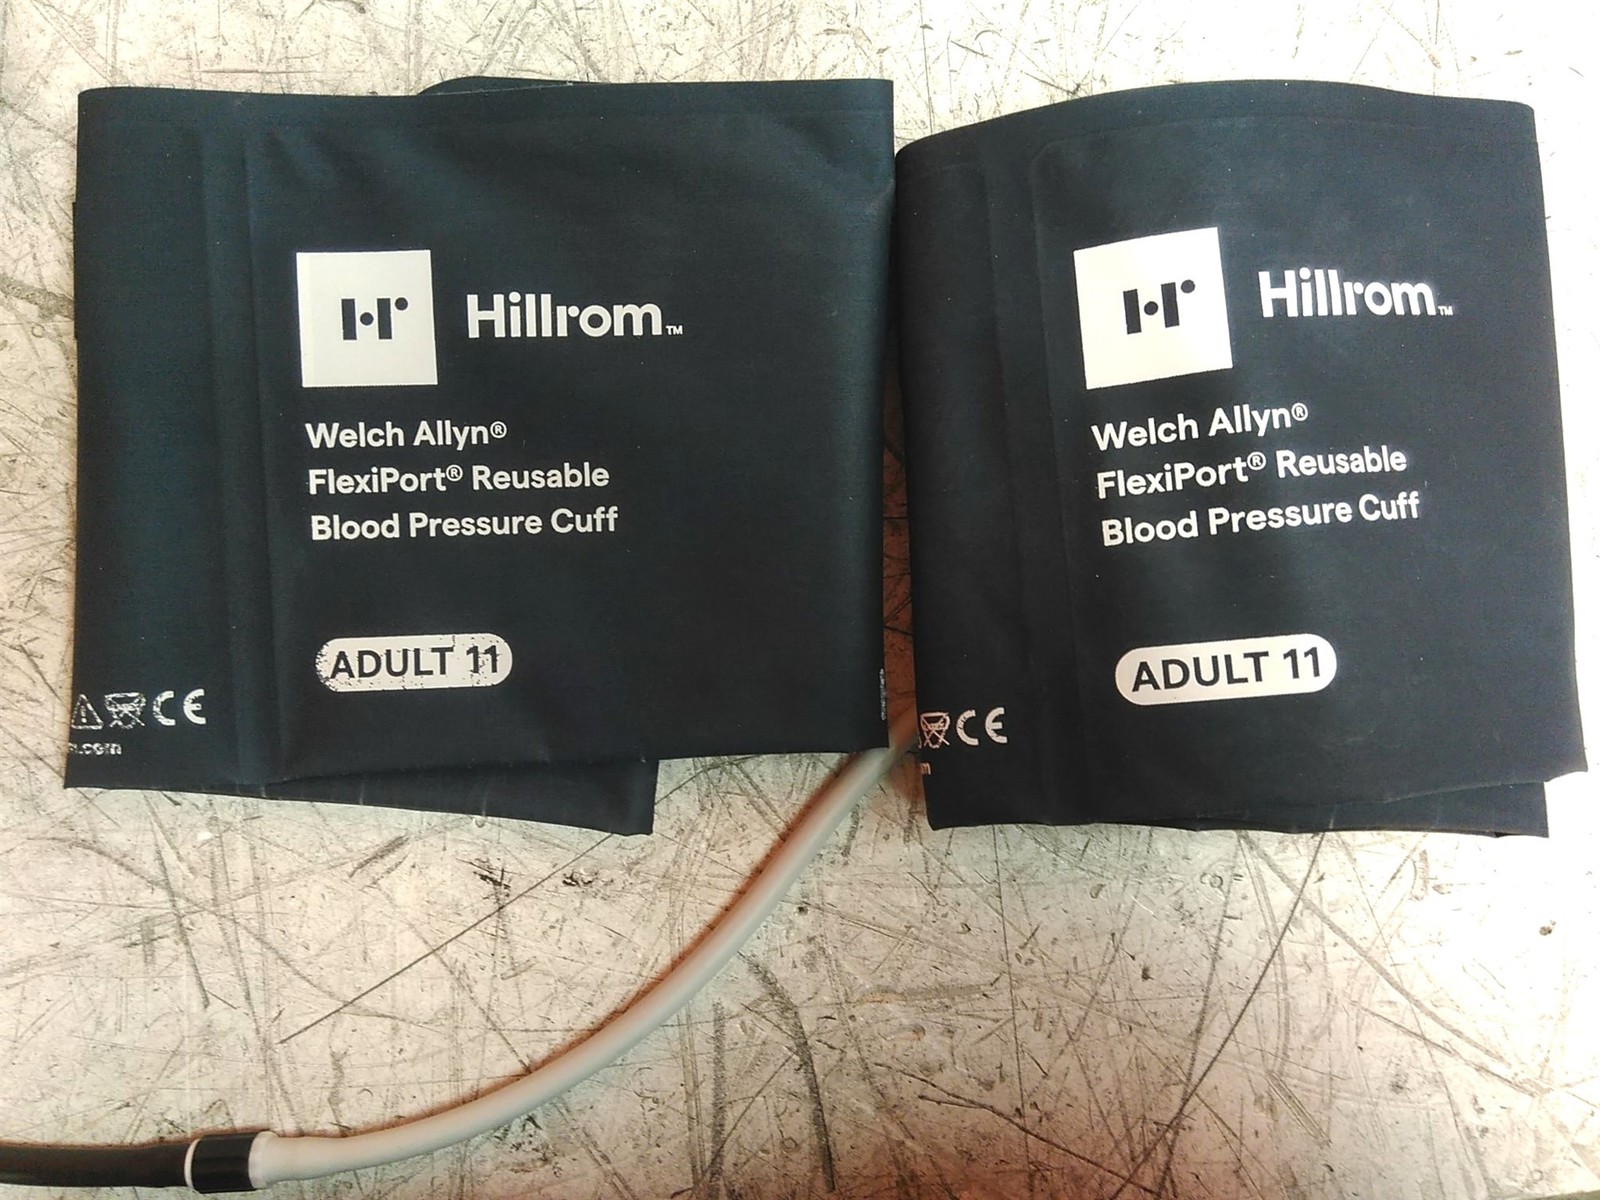 Hillrom™
Welch Allyn®
FlexiPort® Reusable
Blood Pressure Cuff
ADULT 11
CE
.com
Hillrom™
Welch Allyn®
FlexiPort® Reusable
Blood Pressure Cuff
ADULT 11
CE
m